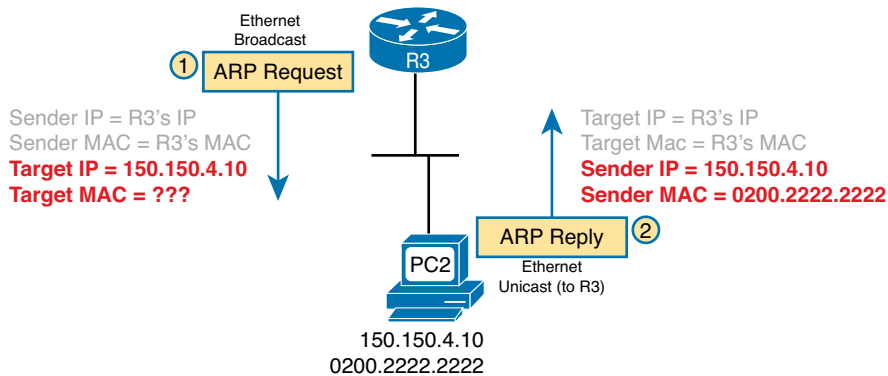 Ethernet
Broadcast
1
ARP Request
R3
Sender IP = R3's IP
Sender MAC = R3's MAC
Target IP = 150.150.4.10
Target MAC = ???
Target IP = R3's IP
Target Mac = R3's MAC
Sender IP = 150.150.4.10
Sender MAC = 0200.2222.2222
ARP Reply
2
Ethernet
Unicast (to R3)
PC2
150.150.4.10
0200.2222.2222